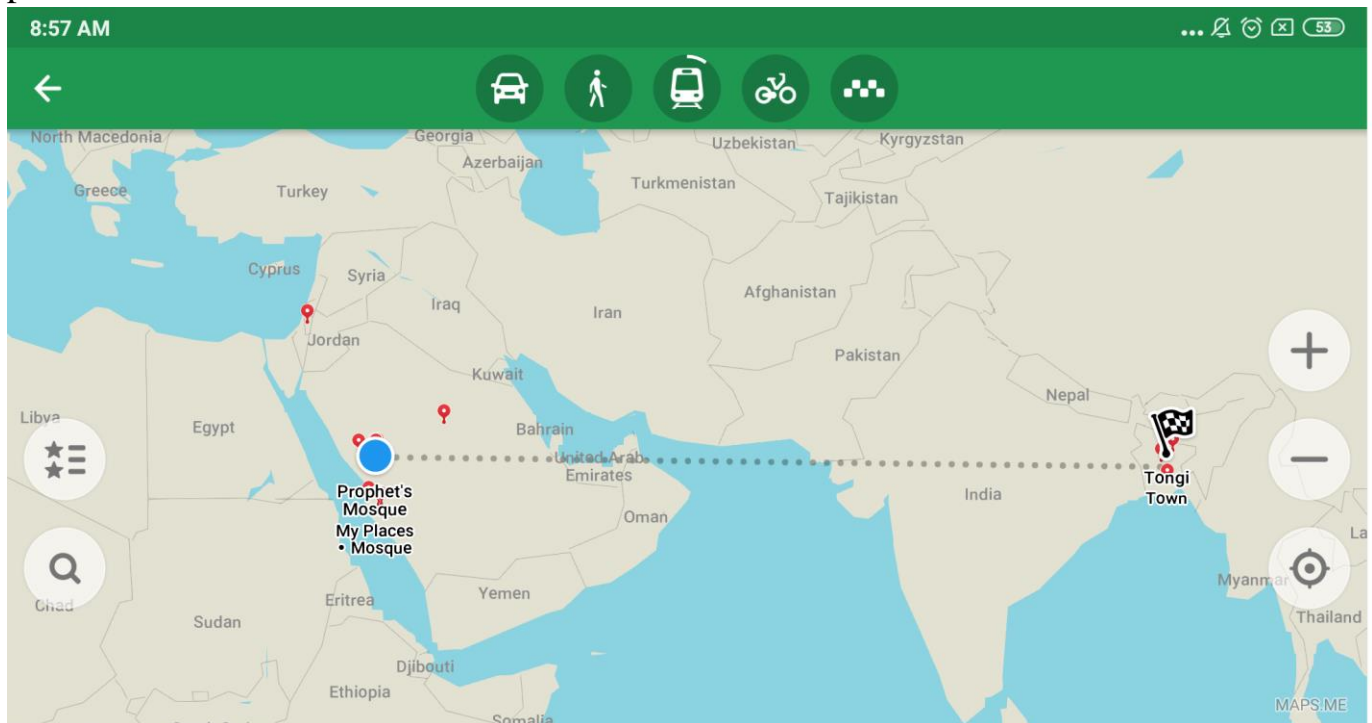 8:57 AM
53
North Macedonia
Georgia
Uzbekistan
Kyrgyzstan
Azerbaijan
Greece
Turkey
Turkmenistan
Tajikistan
Cyprus
Syria
Iraq
Iran
Afghanistan
Jordan
Pakistan
Kuwait
Nepal
Libya
Egypt
Bahrain
United Arab
Emirates
Prophet's
Mosque
My Places
• Mosque
Tongi
Town
India
Oman
Myanmar
La
Chad
Eritrea
Yemen
Sudan
Thailand
Djibouti
Ethiopia
MAPS.ME
Somalia